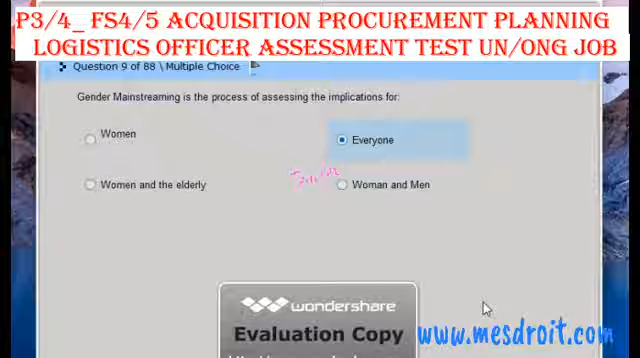 P3/4_ FS4/5 ACQUISITION PROCUREMENT PLANNING
LOGISTICS OFFICER ASSESSMENT TEST UN/ONG JOB
Question 9 of 88 \ Multiple Choice
Gender Mainstreaming is the process of assessing the implications for:
Women
Everyone
Women and the elderly
Woman and Men
wondershare
Evaluation Copy
www.mesdroit.com